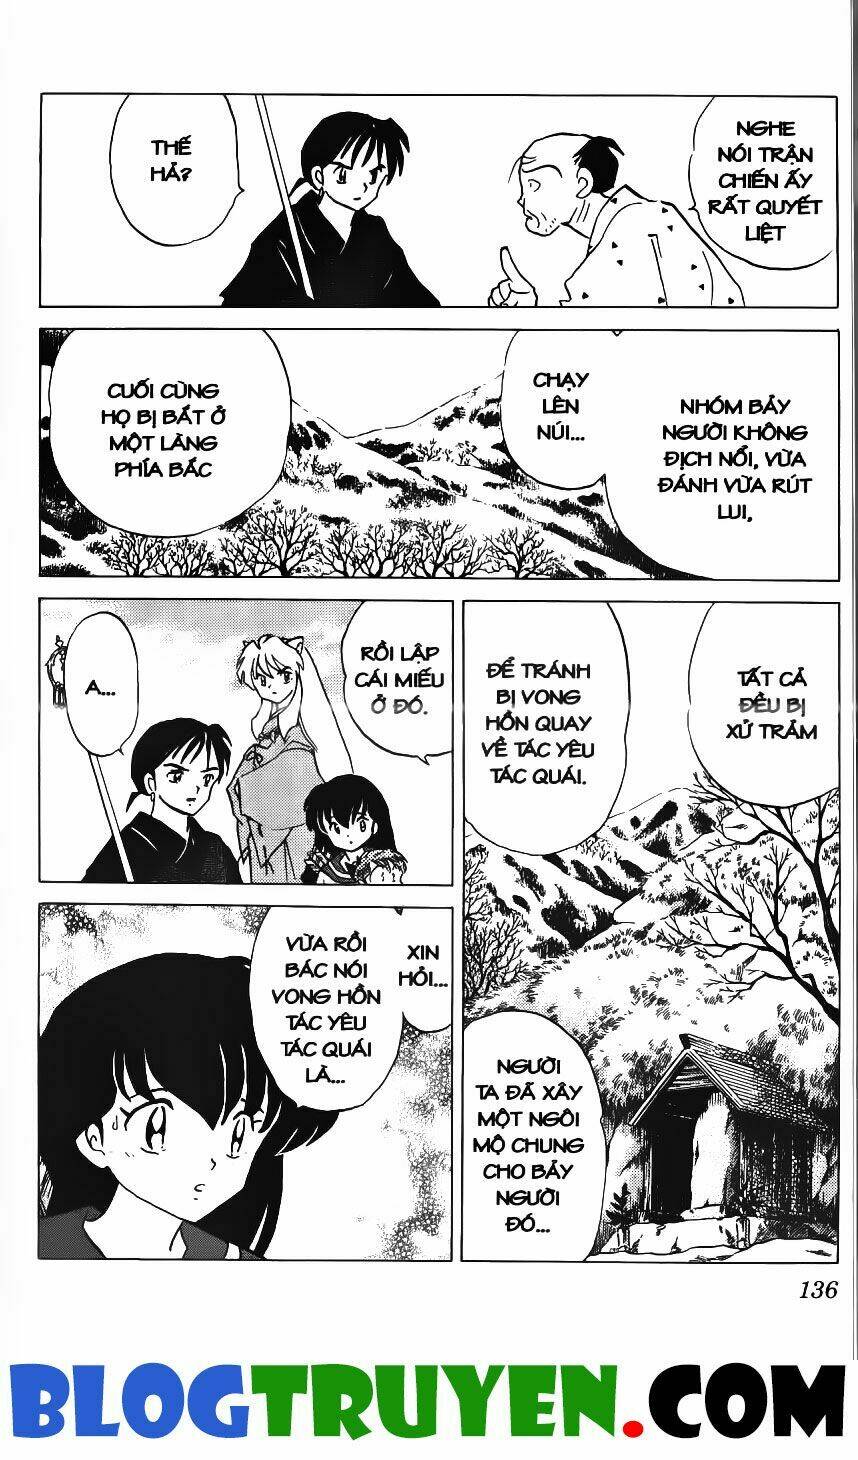 NGHE
NÓI TRẬN
CHIẾN ẤY
RẤT QUYẾT
LIỆT
THẾ
HẢ?
NHÓM BẢY
NGƯỜI KHÔNG
ĐỊCH NỔI, VỪA
ĐÁNH VỪA RÚT
LUI,
CHẠY
LÊN
NÚI...
CUỐI CÙNG
HỌ BỊ BẮT Ở
MỘT LÀNG
PHÍA BẮC
TẤT CẢ
ĐỀU BỊ
XỬ TRẢM
ĐỂ TRÁNH
BỊ VONG
HỒN QUAY
VỀ TÁC YÊU
TÁC QUÁI.
NGƯỜI
TA ĐÃ XÂY
MỘT NGÔI
MỘ CHUNG
CHO BẢY
NGƯỜI
ĐÓ...
RỒI LẬP
CÁI MIẾU
Ở ĐÓ.
A...
XIN
HỎI...
VỪA RỒI
BÁC NÓI
VONG HỒN
TÁC YÊU
TÁC QUÁI
LÀ...
136
BLOGTRUYEN.COM